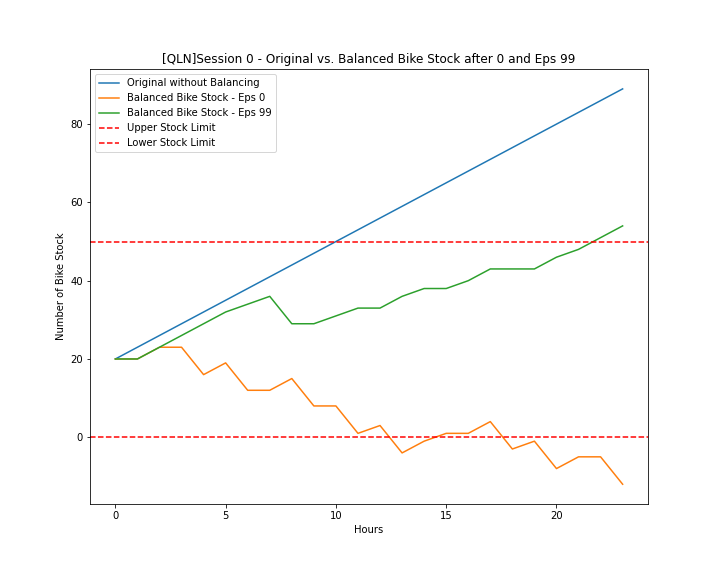 [QLN]Session 0 - Original vs. Balanced Bike Stock after 0 and Eps 99
Original without Balancing
Balanced Bike Stock - Eps 0
Balanced Bike Stock - Eps 99
Upper Stock Limit
Lower Stock Limit
Number of Bike Stock
80
60
40
20
0
0 5 10 15 20
Hours